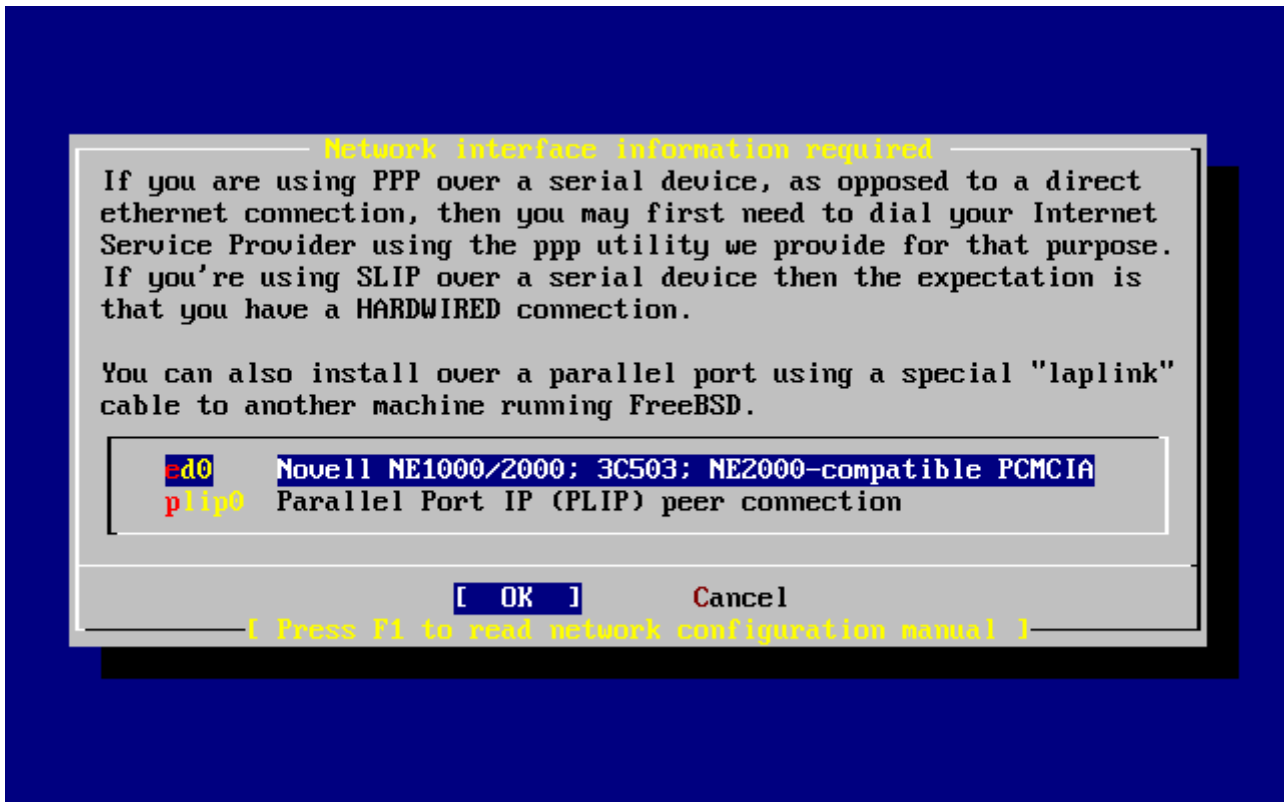 Network interface information required
If you are using PPP over a serial device, as opposed to a direct
ethernet connection, then you may first need to dial your Internet
Service Provider using the ppp utility we provide for that purpose.
If you're using SLIP over a serial device then the expectation is
that you have a HARDWIRED connection.
You can also install over a parallel port using a special "laplink"
cable to another machine running FreeBSD.
ed0 Novell NE1000/2000; 3C503; NE2000-compatible PCMCIA
plip0 Parallel Port IP (PLIP) peer connection
[ OK ] Cancel
[ Press F1 to read network configuration manual ]